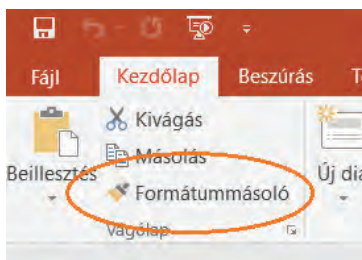 Fájl Kezdőlap Beszúrás
Kivágás
Másolás
Beillesztés
Formátummásoló
Új dia
Vágólap